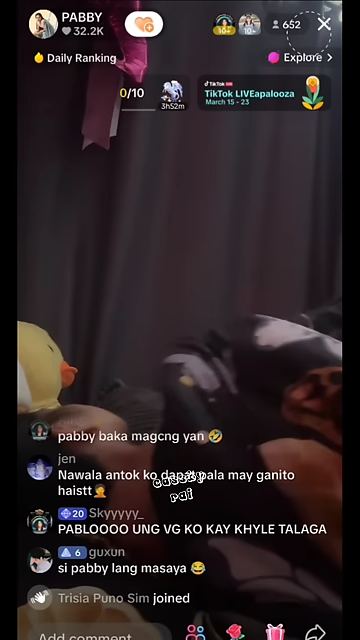 PABBY
32.2K
10+
10+
652
Daily Ranking
Explore
0/10
3h52m
TikTok LIVE
TikTok LIVEapalooza
March 15 - 23
pabby baka magcng yan 🤣
jen
Nawala antok ko pala may ganito
haistt🤦
20 Skyyyyy_
PABLOOOO UNG VG KO KAY KHYLE TALAGA
6 guxun
si pabby lang masaya 😂
Trisia Puno Sim joined
Add comment